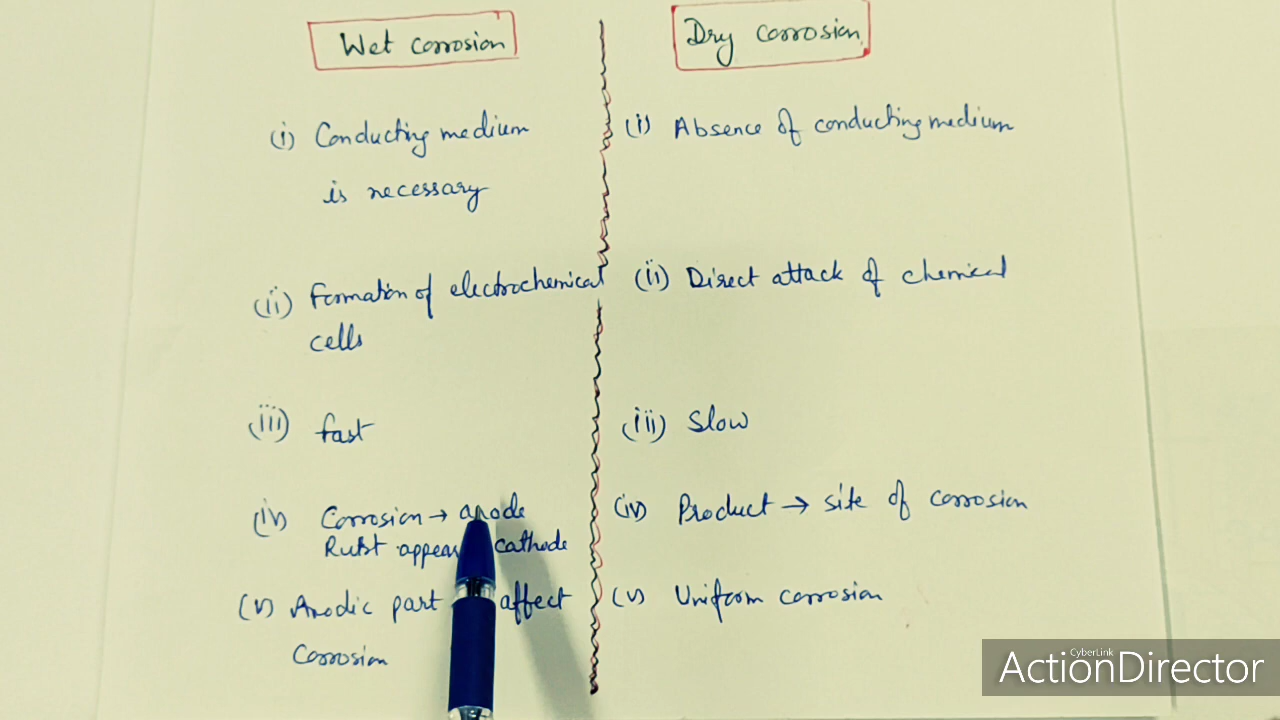 Wet corrosion
(i) Conducting medium
is necessary
(ii) Formation of electrochemical
cells
(iii) fast
(iv) Corrosion → anode
Rust appear cathode
(v) Anodic part affect
Corrosion
Dry corrosion
(i) Absence of conducting medium
(ii) Direct attack of chemical
(iii) Slow
(iv) Product → site of corrosion
(v) Uniform corrosion
CyberLink
ActionDirector